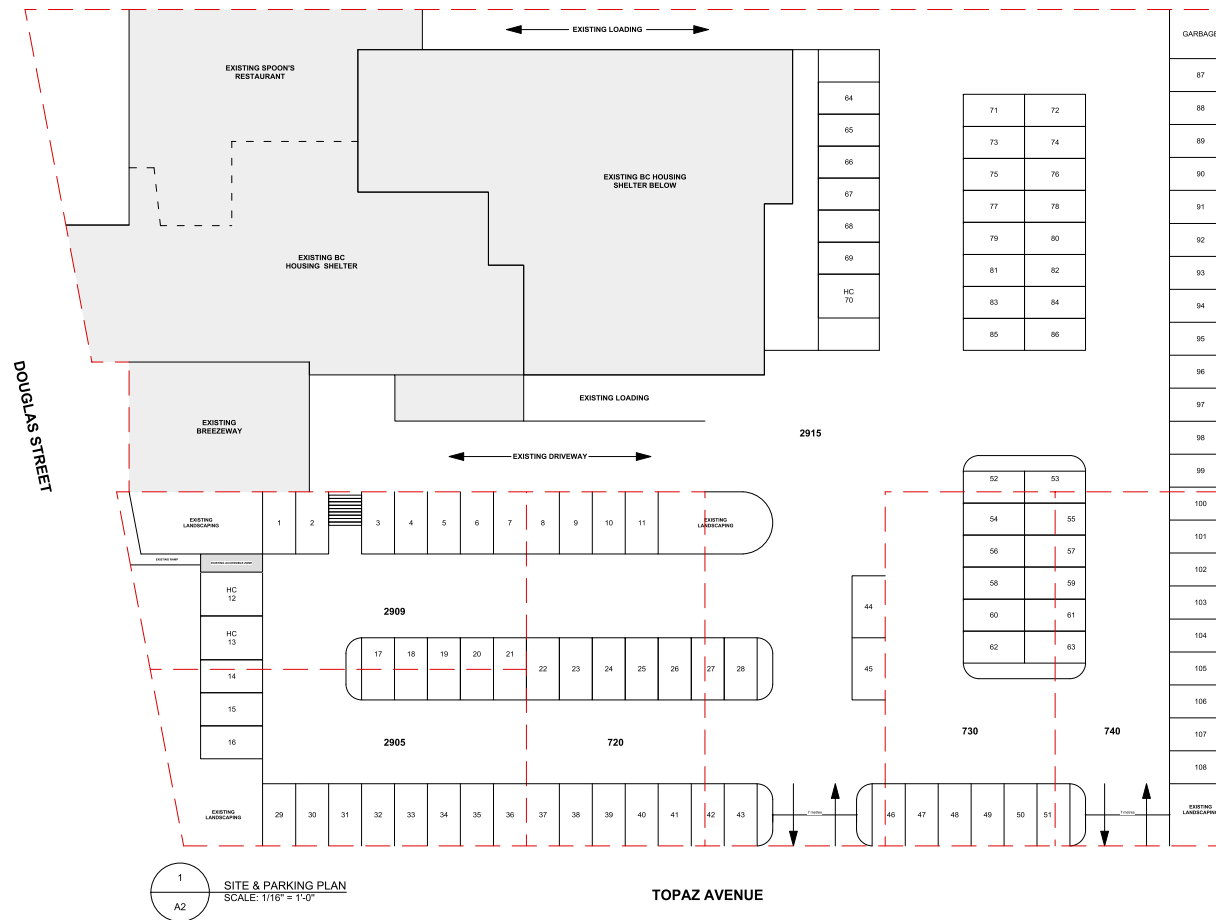 EXISTING LOADING
GARBAGE
EXISTING SPOON'S
RESTAURANT
87
88
89
90
91
92
93
94
95
96
97
98
99
100
101
102
103
104
105
106
107
108
64
65
66
67
68
69
HC
70
71 72
73 74
75 76
77 78
79 80
81 82
83 84
85 86
EXISTING BC HOUSING
SHELTER BELOW
EXISTING BC
HOUSING SHELTER
DOUGLAS STREET
EXISTING LOADING
EXISTING
BREEZEWAY
2915
EXISTING DRIVEWAY
52 53
54 55
56 57
58 59
60 61
62 63
EXISTING
LANDSCAPING
1 2 3 4 5 6 7 8 9 10 11
EXISTING
LANDSCAPING
EXISTING RAMP
HC
12
HC
13
14
15
16
2909
44
45
17 18 19 20 21 22 23 24 25 26 27 28
2905
720
730
740
EXISTING
LANDSCAPING
29 30 31 32 33 34 35 36 37 38 39 40 41 42 43
46 47 48 49 50 51
EXISTING
LANDSCAPING
1
A2
SITE & PARKING PLAN
SCALE: 1/16" = 1'-0"
TOPAZ AVENUE